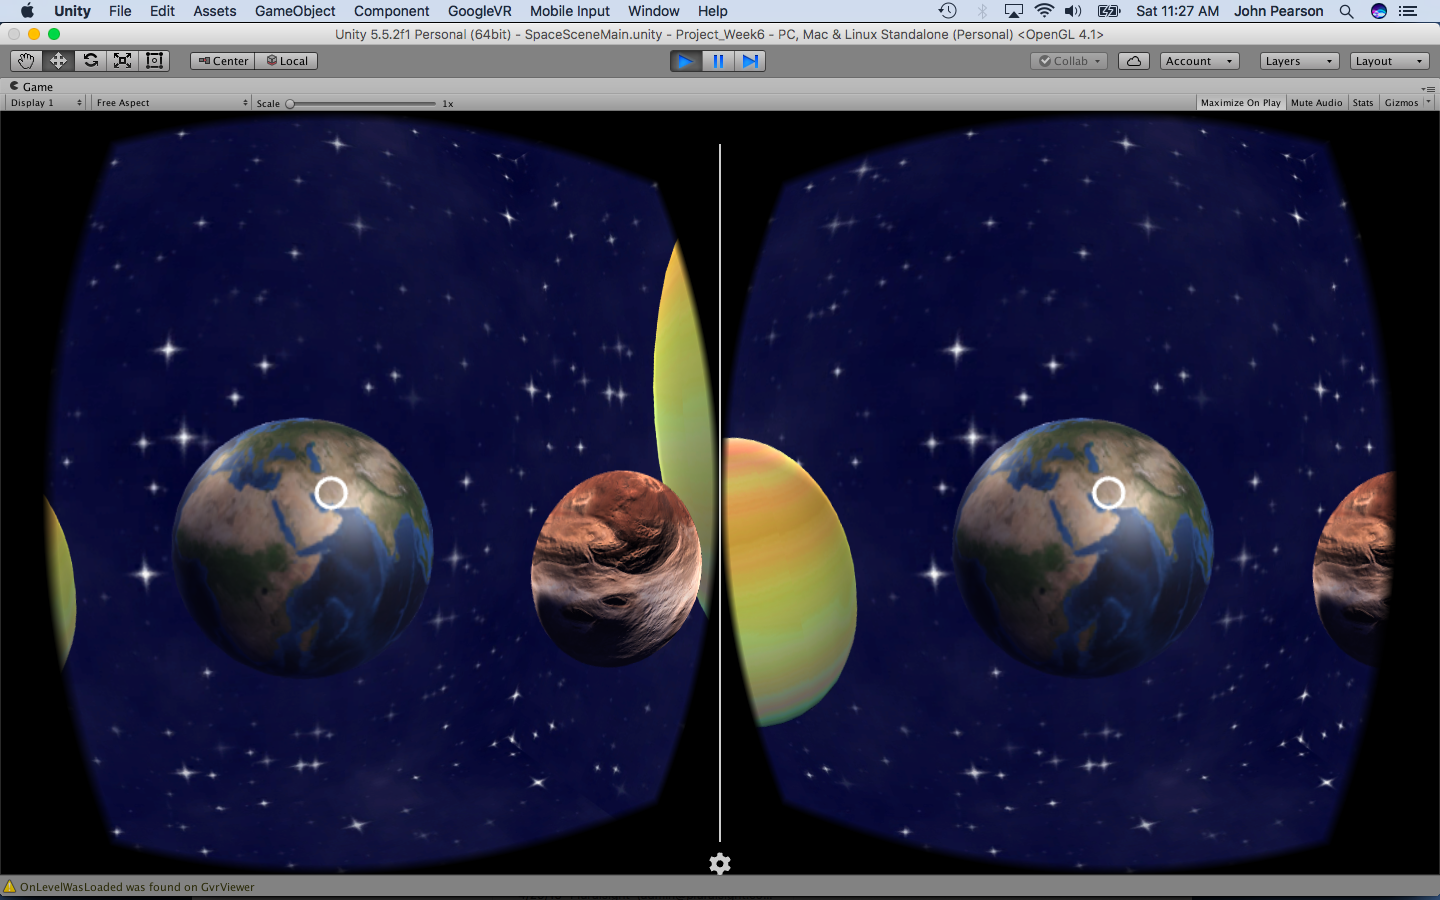 Unity File Edit Assets GameObject Component GoogleVR Mobile Input Window Help Sat 11:27 AM John Pearson
Unity 5.5.2f1 Personal (64bit) - SpaceSceneMain.unity - Project_Week6 - PC, Mac & Linux Standalone (Personal) <OpenGL 4.1>
Center Local Collab Account Layers Layout
Game
Display 1 Free Aspect Scale 1x Maximize On Play Mute Audio Stats Gizmos
OnLevelWasLoaded was found on GvrViewer